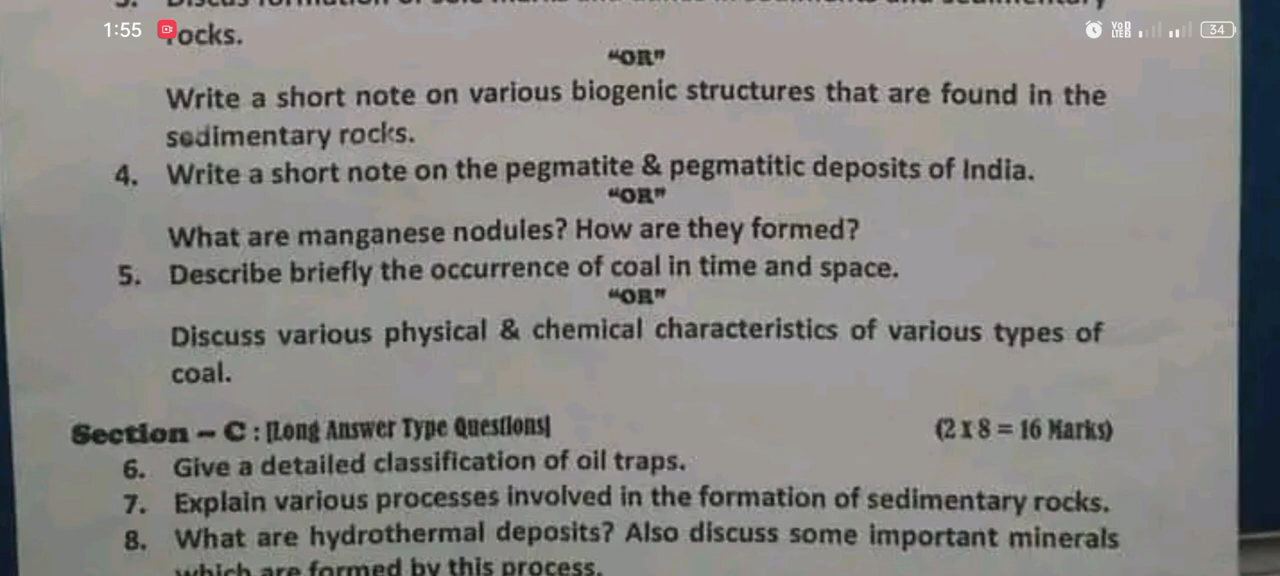 1:55
34
rocks.
"OR"
Write a short note on various biogenic structures that are found in the
sedimentary rocks.
4. Write a short note on the pegmatite & pegmatitic deposits of India.
"OR"
What are manganese nodules? How are they formed?
5. Describe briefly the occurrence of coal in time and space.
"OR"
Discuss various physical & chemical characteristics of various types of
coal.
Section – C : [Long Answer Type Questions] (2 x 8 = 16 Marks)
6. Give a detailed classification of oil traps.
7. Explain various processes involved in the formation of sedimentary rocks.
8. What are hydrothermal deposits? Also discuss some important minerals
which are formed by this process.